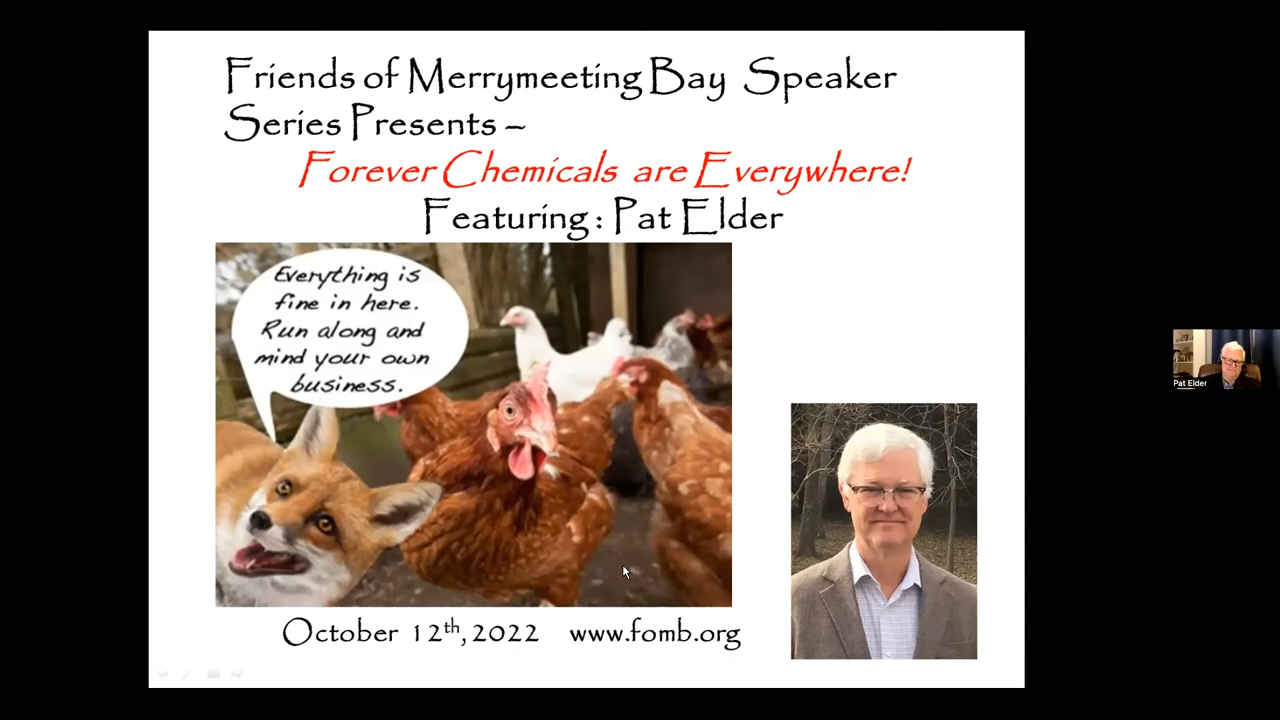 Friends of Merrymeeting Bay Speaker
Series Presents –
Forever Chemicals are Everywhere!
Featuring : Pat Elder
Everything is
fine in here.
Run along and
mind your own
business.
October 12th, 2022 www.fomb.org
Pat Elder